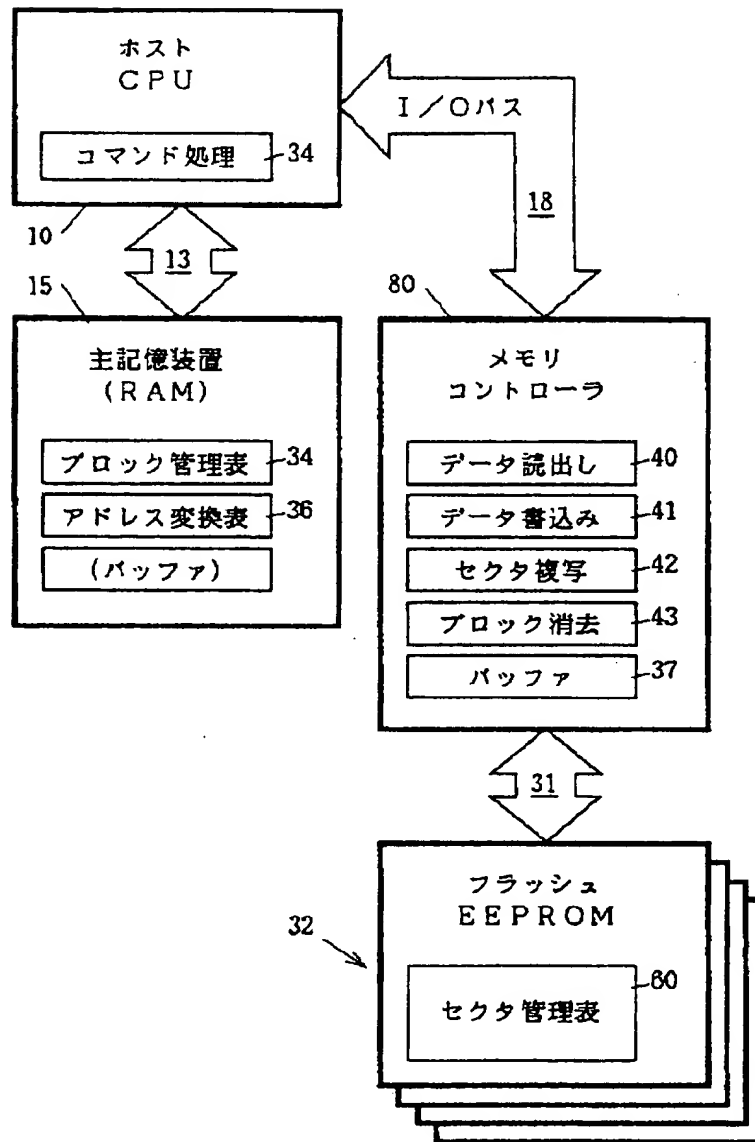 ホスト
CPU
コマンド処理
34
10
I/Oバス
18
13
15
主記憶装置
(RAM)
ブロック管理表
34
アドレス変換表
36
(バッファ)
80
メモリ
コントローラ
データ読出し
40
データ書込み
41
セクタ複写
42
ブロック消去
43
バッファ
37
31
32
フラッシュ
EEPROM
セクタ管理表
60